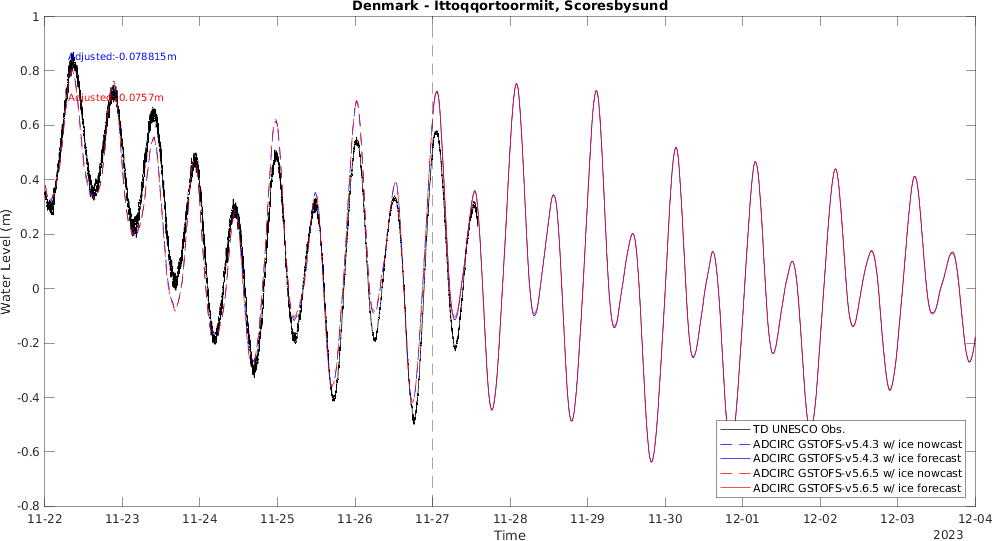 Denmark - Ittoqqortoormiit, Scoresbysund
Adjusted:-0.078815m
Adjusted:-0.0757m
Water Level (m)
1
0.8
0.6
0.4
0.2
0
-0.2
-0.4
-0.6
-0.8
TD UNESCO Obs.
ADCIRC GSTOFS-v5.4.3 w/ ice nowcast
ADCIRC GSTOFS-v5.4.3 w/ ice forecast
ADCIRC GSTOFS-v5.6.5 w/ ice nowcast
ADCIRC GSTOFS-v5.6.5 w/ ice forecast
11-22 11-23 11-24 11-25 11-26 11-27 11-28 11-29 11-30 12-01 12-02 12-03 12-04
Time
2023